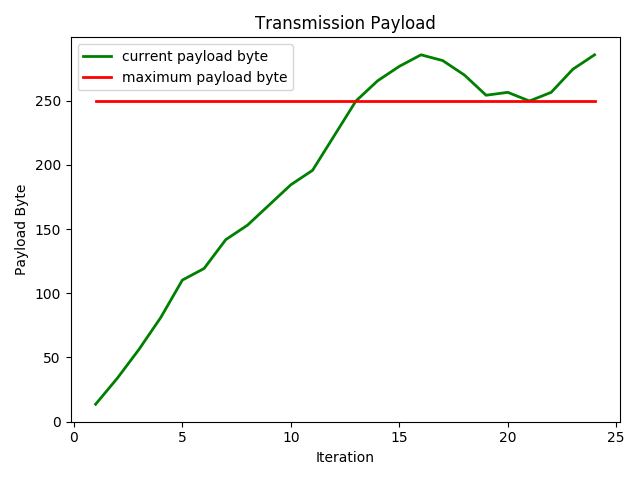 Transmission Payload
current payload byte
maximum payload byte
Payload Byte
250
200
150
100
50
0
0 5 10 15 20 25
Iteration